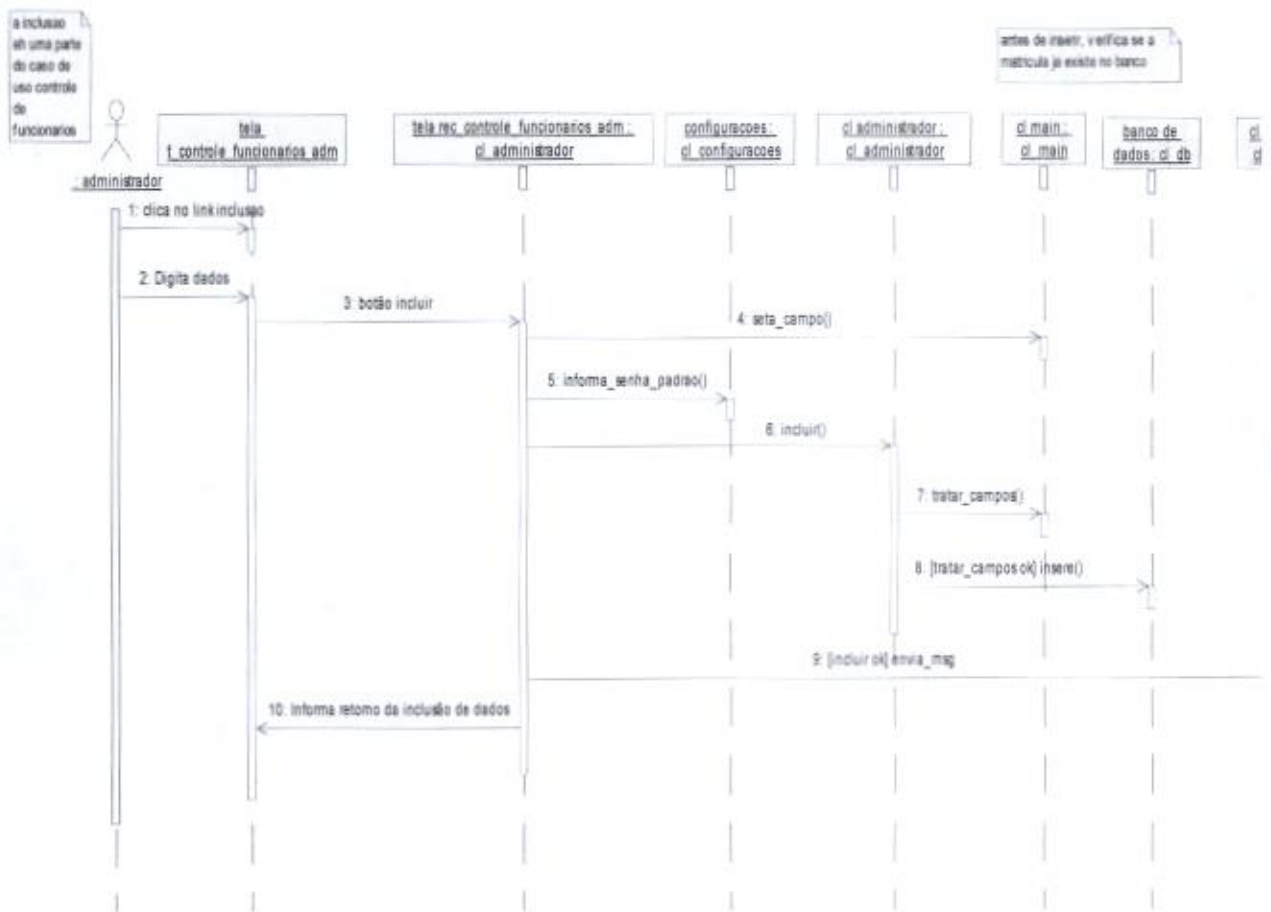 a inclusao
eh uma parte
do caso de
uso controle
de
funcionarios
antes de inserir, verifica se a
matricula ja existe no banco
: administrador
tela
t_controle_funcionarios_adm
tela rec_controle_funcionarios_adm :
cl_administrador
configuracoes :
cl_configuracoes
cl administrador :
cl_administrador
cl main :
cl_main
banco de
dados: cl_db
cl
1: clica no link inclusao
2: Digita dados
3: botão incluir
4: seta_campo()
5: informa_senha_padrao()
6: incluir()
7: tratar_campos()
8: [tratar_campos ok] insere()
9: [incluir ok] envia_msg
10: Informa retorno da inclusão de dados